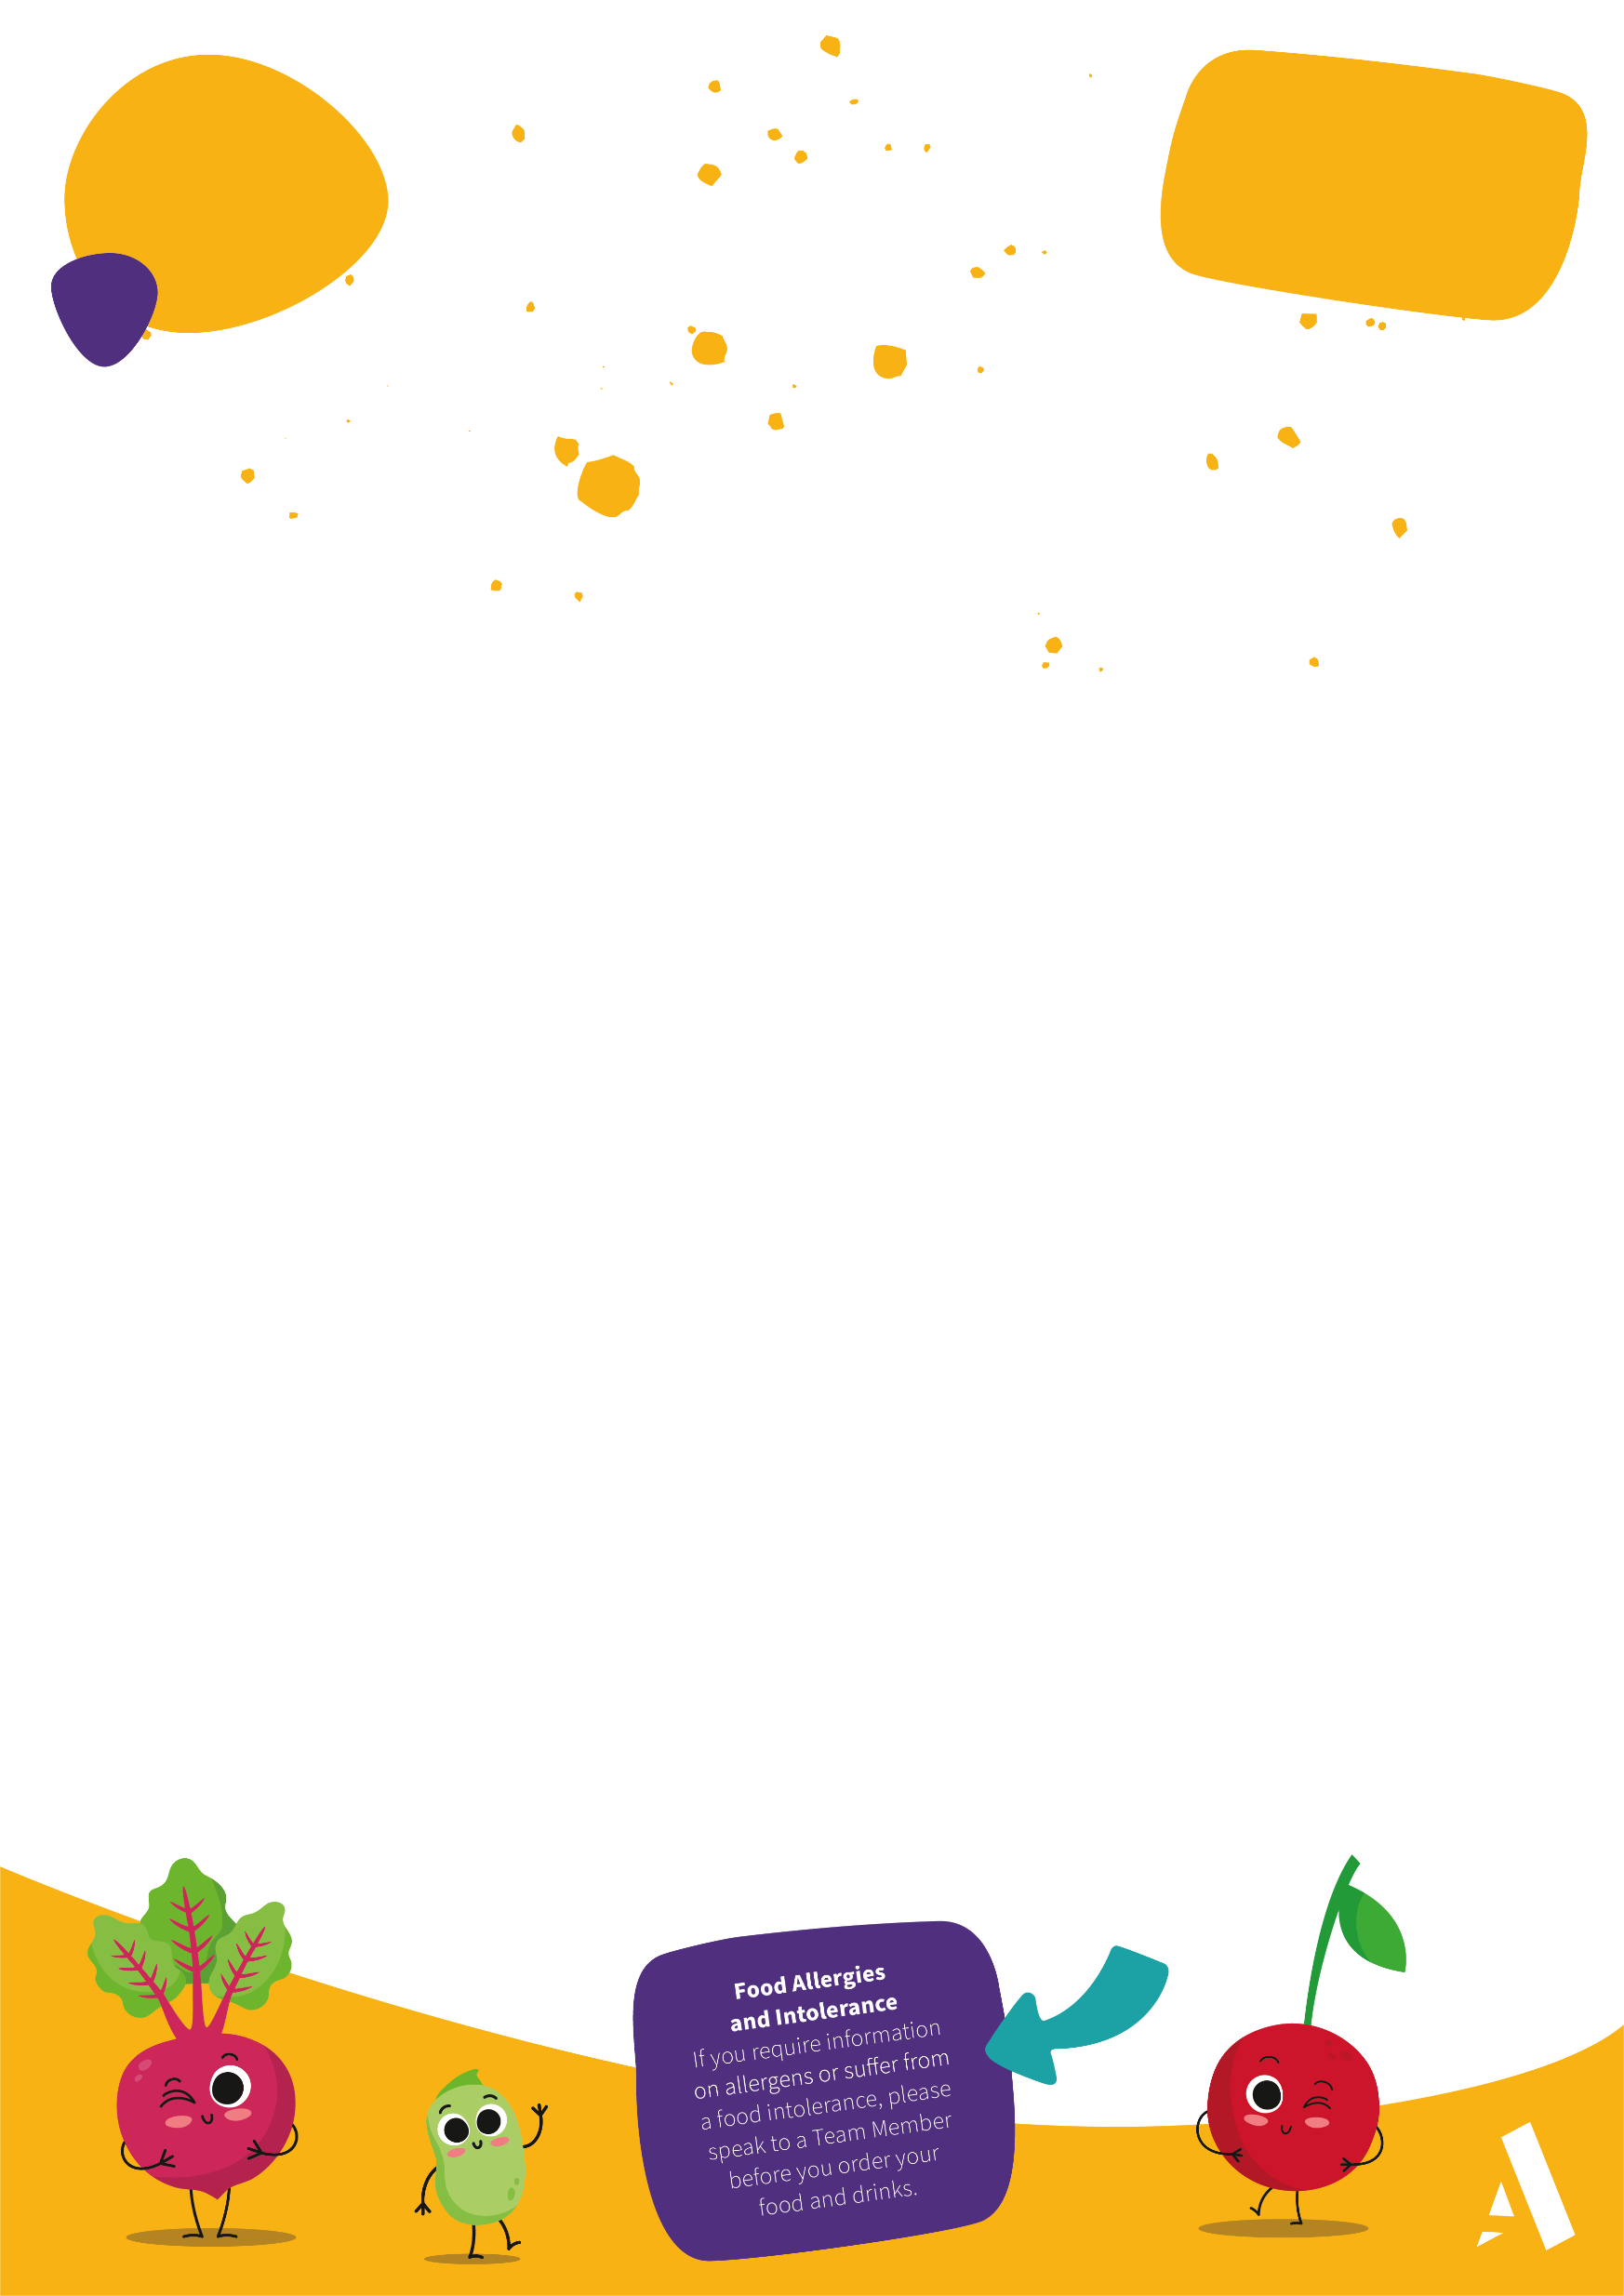 Food Allergies
and Intolerance
If you require information
on allergens or suffer from
a food intolerance, please
speak to a Team Member
before you order your
food and drinks.